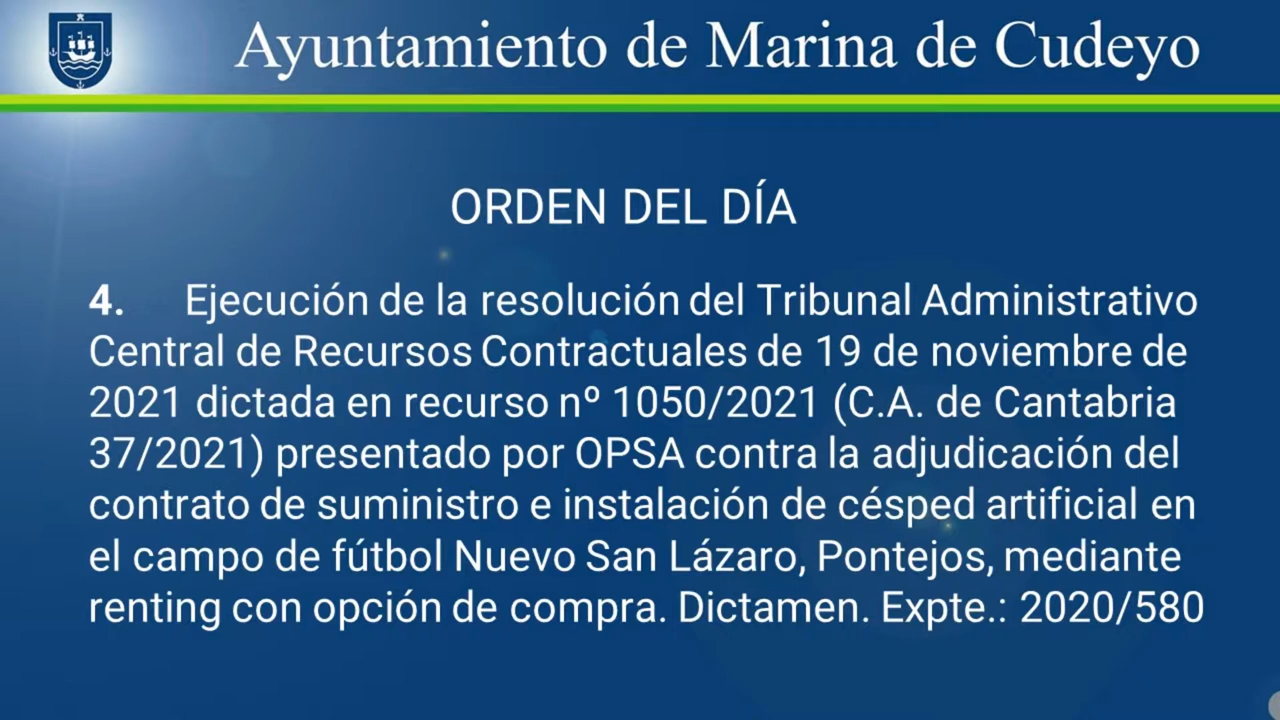 Ayuntamiento de Marina de Cudeyo
ORDEN DEL DÍA
4. Ejecución de la resolución del Tribunal Administrativo
Central de Recursos Contractuales de 19 de noviembre de
2021 dictada en recurso nº 1050/2021 (C.A. de Cantabria
37/2021) presentado por OPSA contra la adjudicación del
contrato de suministro e instalación de césped artificial en
el campo de fútbol Nuevo San Lázaro, Pontejos, mediante
renting con opción de compra. Dictamen. Expte.: 2020/580